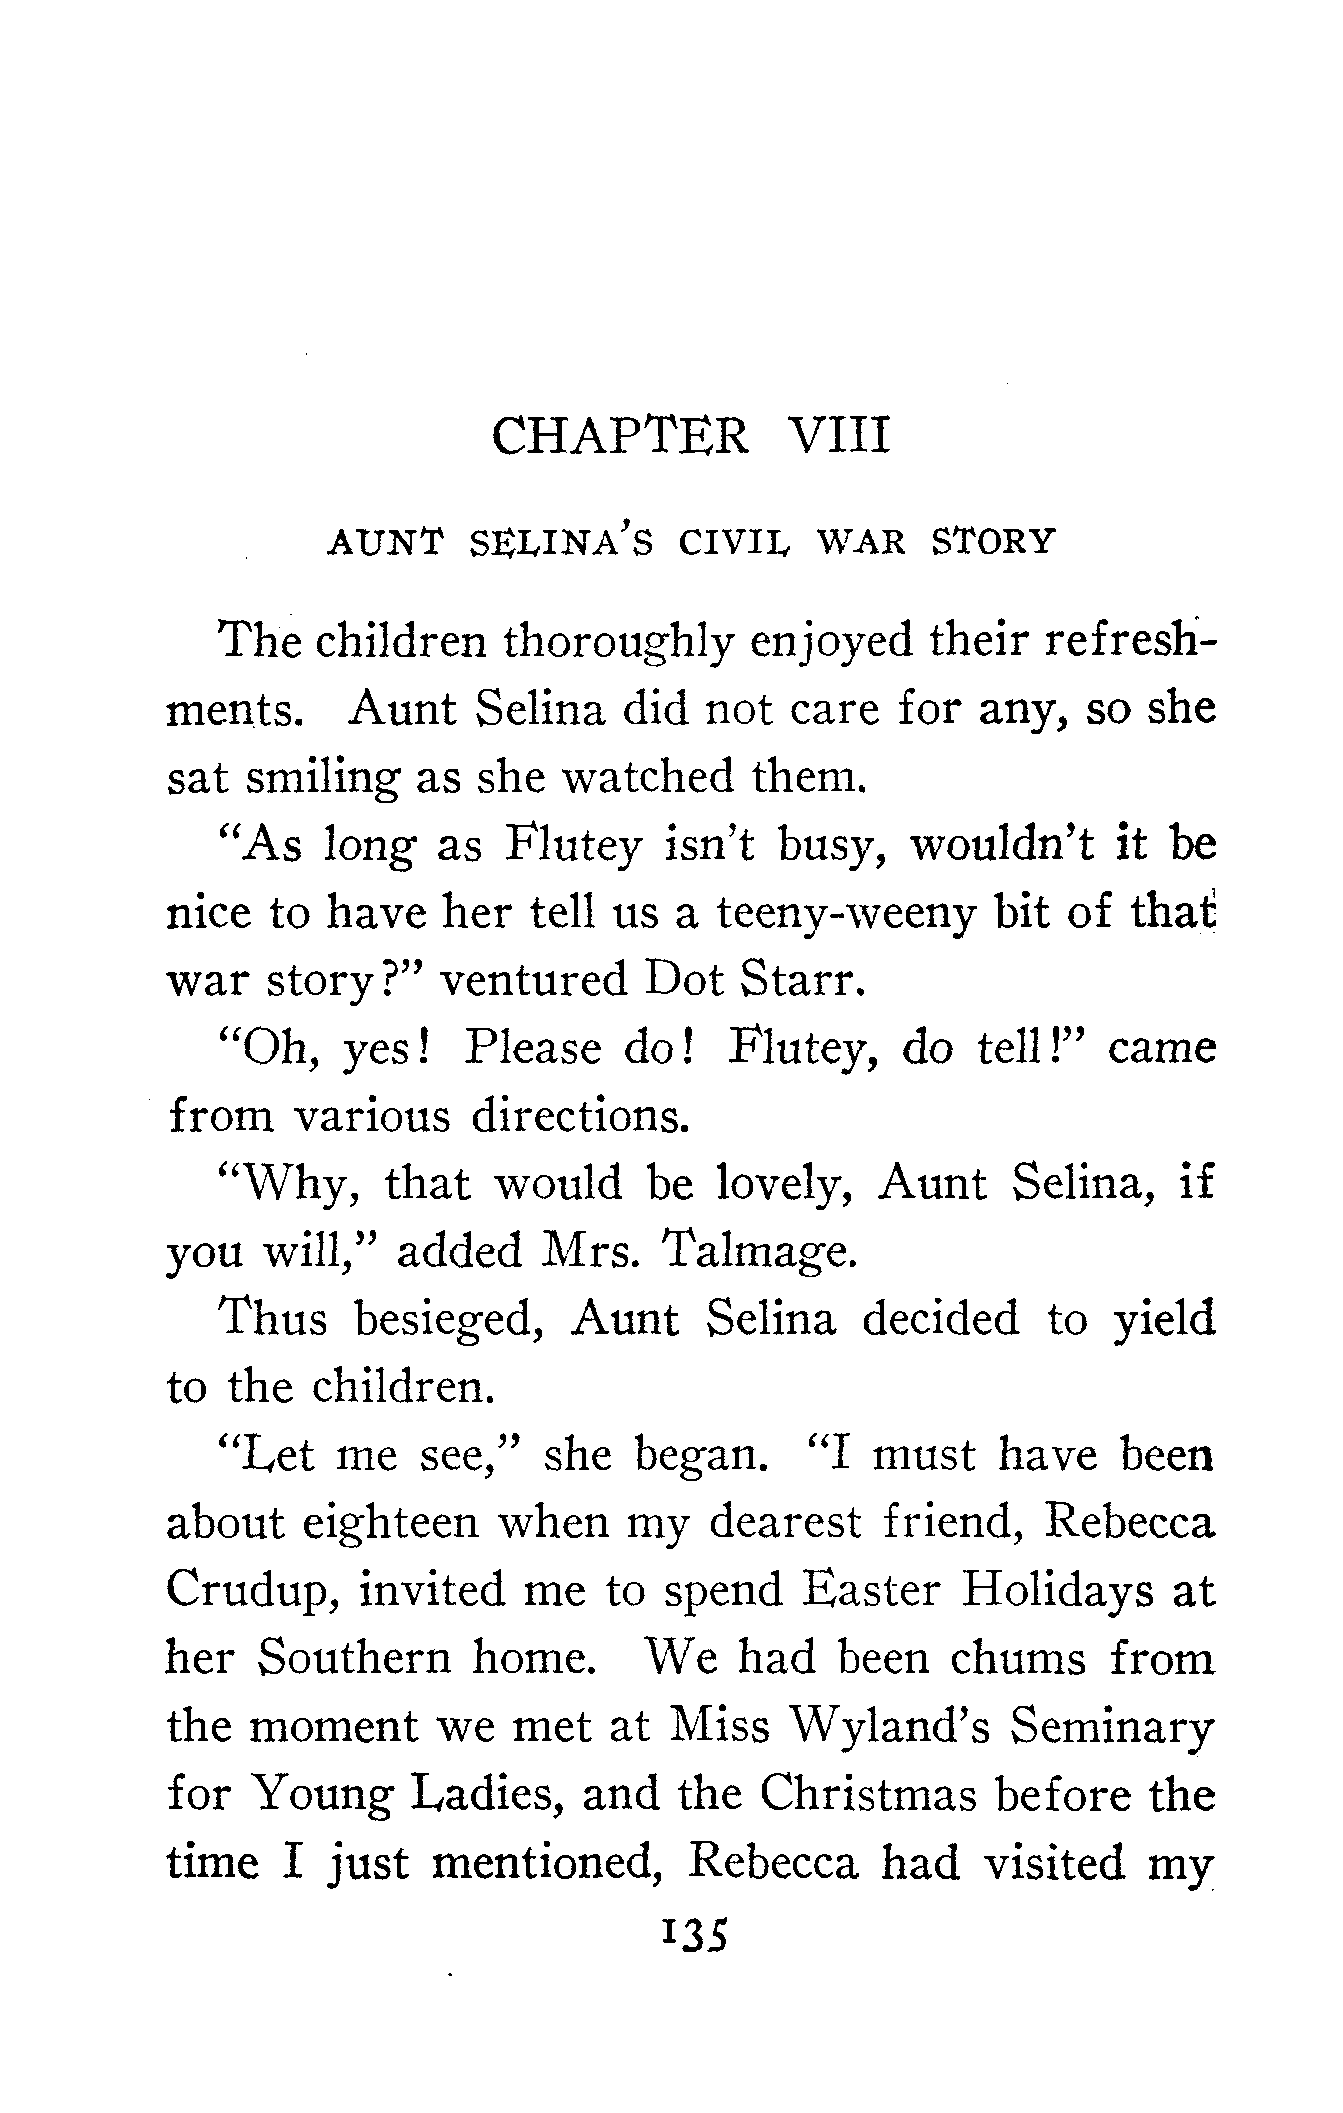 CHAPTER VIII
AUNT SELINA'S CIVIL WAR STORY
The children thoroughly enjoyed their refresh-
ments. Aunt Selina did not care for any, so she
sat smiling as she watched them.
“As long as Flutey isn’t busy, wouldn’t it be
nice to have her tell us a teeny-weeny bit of that
war story?” ventured Dot Starr.
“Oh, yes! Please do! Flutey, do tell!” came
from various directions.
“Why, that would be lovely, Aunt Selina, if
you will,” added Mrs. Talmage.
Thus besieged, Aunt Selina decided to yield
to the children.
“Let me see,” she began. “I must have been
about eighteen when my dearest friend, Rebecca
Crudup, invited me to spend Easter Holidays at
her Southern home. We had been chums from
the moment we met at Miss Wyland’s Seminary
for Young Ladies, and the Christmas before the
time I just mentioned, Rebecca had visited my
135